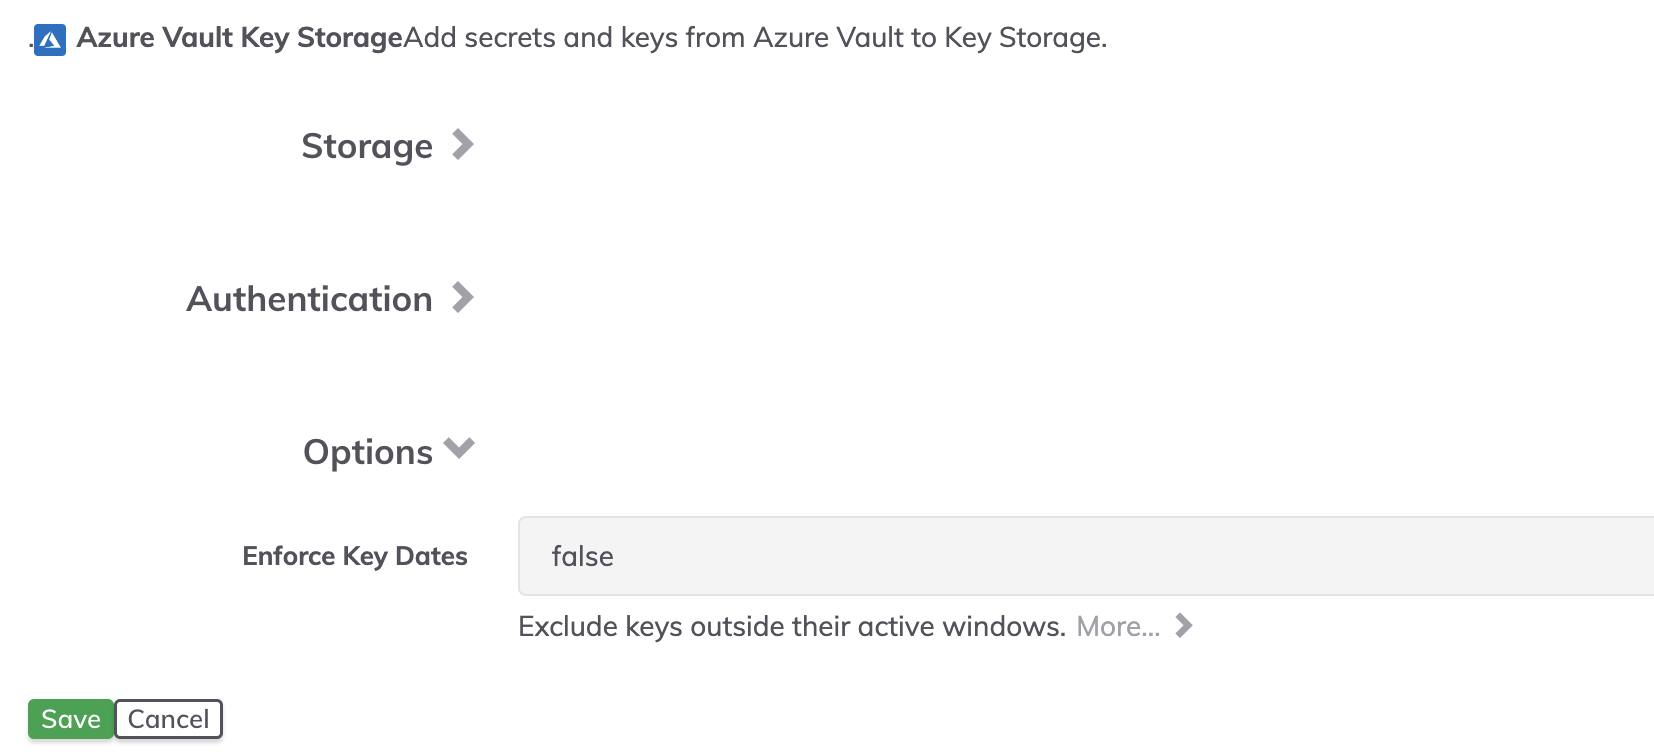 Azure Vault Key StorageAdd secrets and keys from Azure Vault to Key Storage.
Storage
Authentication
Options
Enforce Key Dates false
Exclude keys outside their active windows. More...
Save Cancel